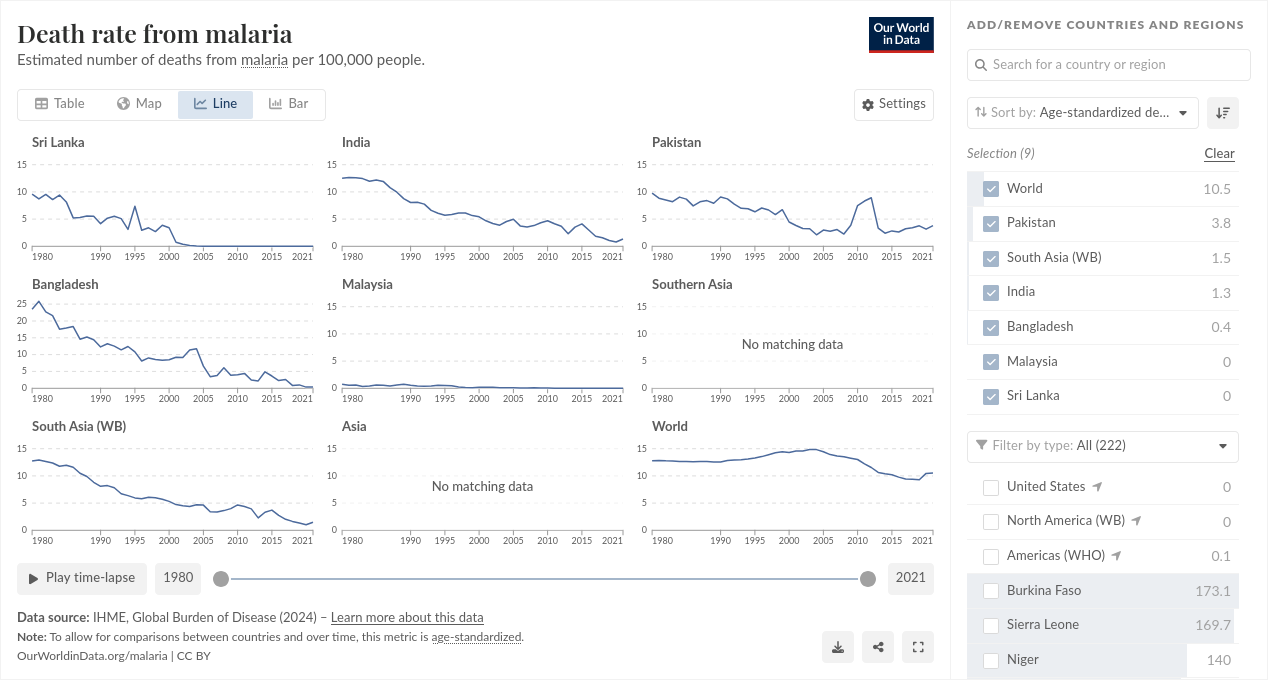 Death rate from malaria
Estimated number of deaths from malaria per 100,000 people.
Our World
in Data
Table Map Line Bar
Settings
Sri Lanka
15
10
5
0
1980 1990 1995 2000 2005 2010 2015 2021
India
15
10
5
0
1980 1990 1995 2000 2005 2010 2015 2021
Pakistan
15
10
5
0
1980 1990 1995 2000 2005 2010 2015 2021
Bangladesh
25
20
15
10
5
0
1980 1990 1995 2000 2005 2010 2015 2021
Malaysia
15
10
5
0
1980 1990 1995 2000 2005 2010 2015 2021
Southern Asia
15
10
5
0
No matching data
1980 1990 1995 2000 2005 2010 2015 2021
South Asia (WB)
15
10
5
0
1980 1990 1995 2000 2005 2010 2015 2021
Asia
15
10
5
0
No matching data
1980 1990 1995 2000 2005 2010 2015 2021
World
15
10
5
0
1980 1990 1995 2000 2005 2010 2015 2021
Play time-lapse 1980 2021
Data source: IHME, Global Burden of Disease (2024) – Learn more about this data
Note: To allow for comparisons between countries and over time, this metric is age-standardized.
OurWorldinData.org/malaria | CC BY
ADD/REMOVE COUNTRIES AND REGIONS
Search for a country or region
Sort by: Age-standardized de...
Selection (9) Clear
World 10.5
Pakistan 3.8
South Asia (WB) 1.5
India 1.3
Bangladesh 0.4
Malaysia 0
Sri Lanka 0
Filter by type: All (222)
United States 0
North America (WB) 0
Americas (WHO) 0.1
Burkina Faso 173.1
Sierra Leone 169.7
Niger 140